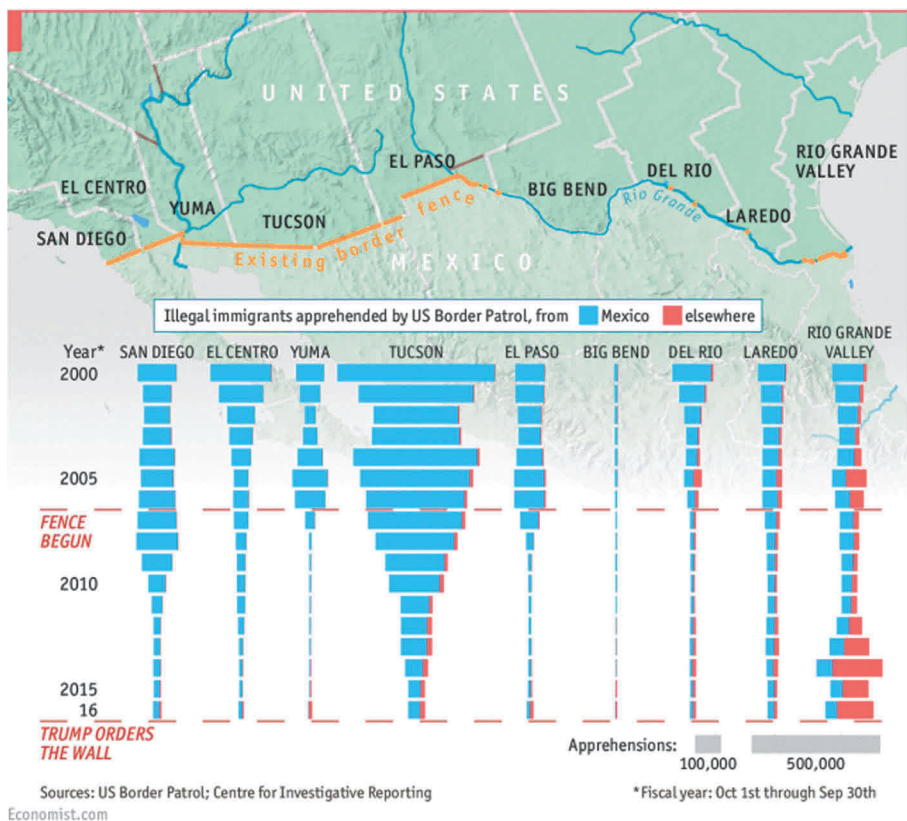 UNITED STATES
EL PASO
RIO GRANDE
VALLEY
DEL RIO
EL CENTRO
BIG BEND
YUMA
Rio Grande
TUCSON
LAREDO
SAN DIEGO
Existing border fence
MEXICO
Illegal immigrants apprehended by US Border Patrol, from Mexico elsewhere
Year* SAN DIEGO EL CENTRO YUMA TUCSON EL PASO BIG BEND DEL RIO LAREDO RIO GRANDE
VALLEY
2000
2005
FENCE
BEGUN
2010
2015
16
TRUMP ORDERS
THE WALL
Apprehensions:
100,000 500,000
Sources: US Border Patrol; Centre for Investigative Reporting *Fiscal year: Oct 1st through Sep 30th
Economist.com